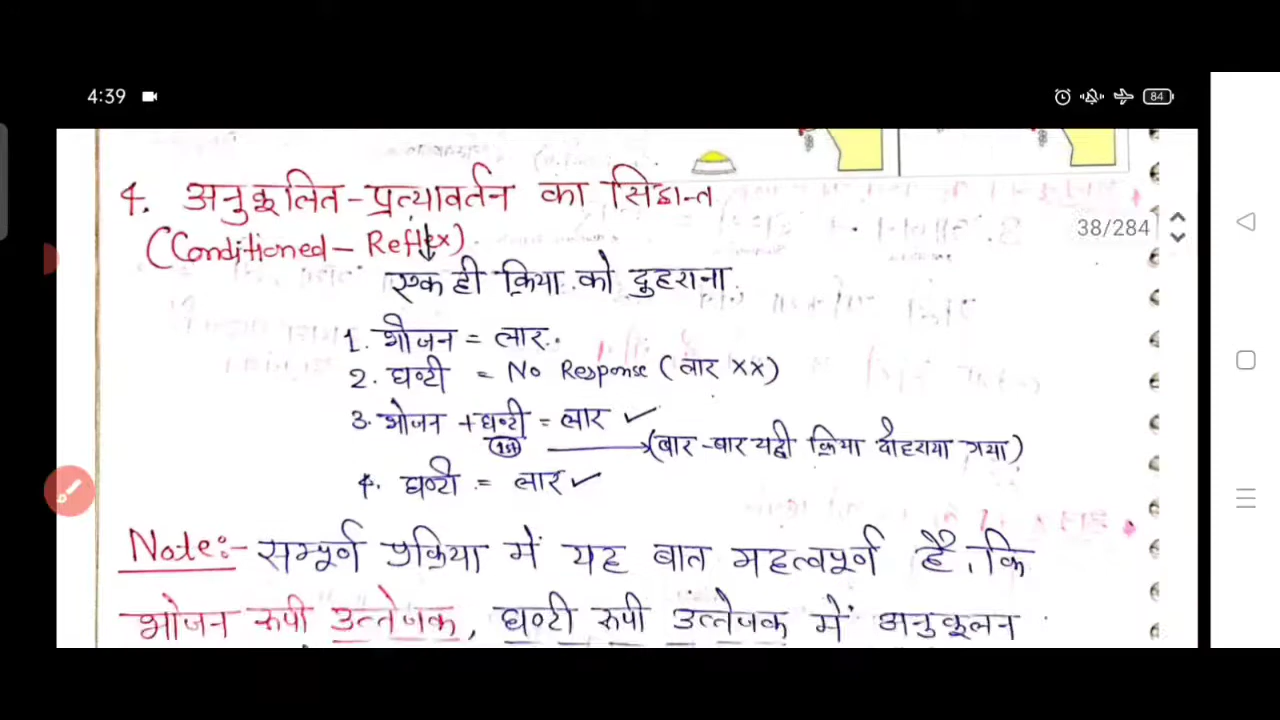 4:39
84
4. अनुकूलित-प्रत्यावर्तन का सिद्धान्त
38/284
(Conditioned - Reflex).
एक ही क्रिया को दुहराना.
1. भोजन = लार.
2. घण्टी = No Response (लार xx)
3. भोजन + घण्टी = लार ✓
1st → (बार-बार यही क्रिया दोहराया गया)
4. घण्टी = लार ✓
Note:- सम्पूर्ण प्रक्रिया में यह बात महत्वपूर्ण है, कि
भोजन रूपी उत्तेजक, घण्टी रूपी उत्तेजक में अनुकूलन